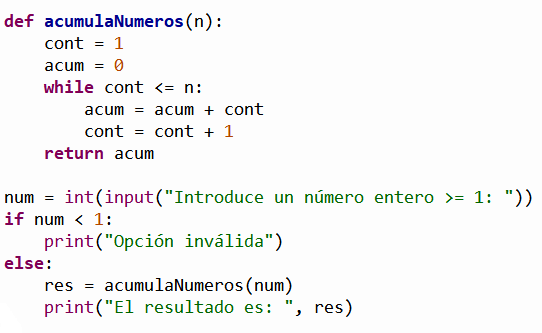 def acumulaNumeros(n):
    cont = 1
    acum = 0
    while cont <= n:
        acum = acum + cont
        cont = cont + 1
    return acum

num = int(input("Introduce un número entero >= 1: "))
if num < 1:
    print("Opción inválida")
else:
    res = acumulaNumeros(num)
    print("El resultado es: ", res)